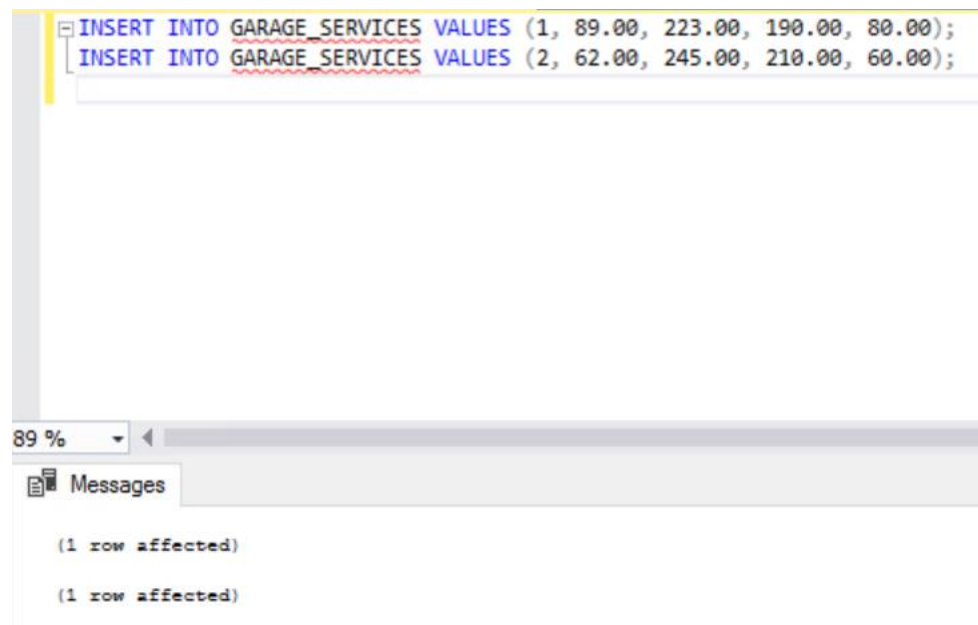 INSERT INTO GARAGE_SERVICES VALUES (1, 89.00, 223.00, 190.00, 80.00);
INSERT INTO GARAGE_SERVICES VALUES (2, 62.00, 245.00, 210.00, 60.00);
89 %
Messages
(1 row affected)
(1 row affected)